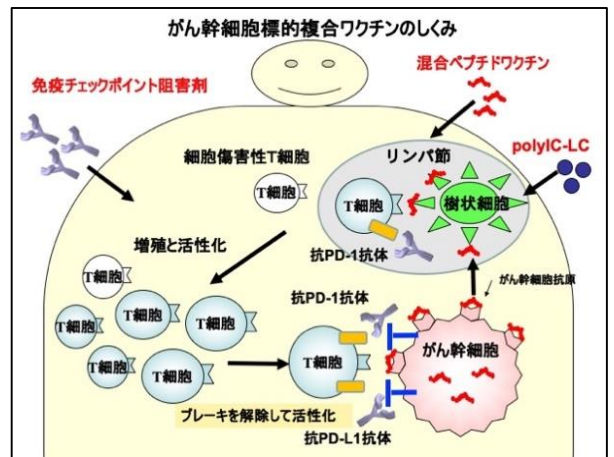 がん幹細胞標的複合ワクチンのしくみ
免疫チェックポイント阻害剤
混合ペプチドワクチン
細胞傷害性T細胞
リンパ節
polyIC-LC
T細胞
T細胞
樹状細胞
増殖と活性化
抗PD-1抗体
がん幹細胞抗原
T細胞
抗PD-1抗体
T細胞
T細胞
T細胞
T細胞
がん幹細胞
T細胞
T細胞
ブレーキを解除して活性化
抗PD-L1抗体